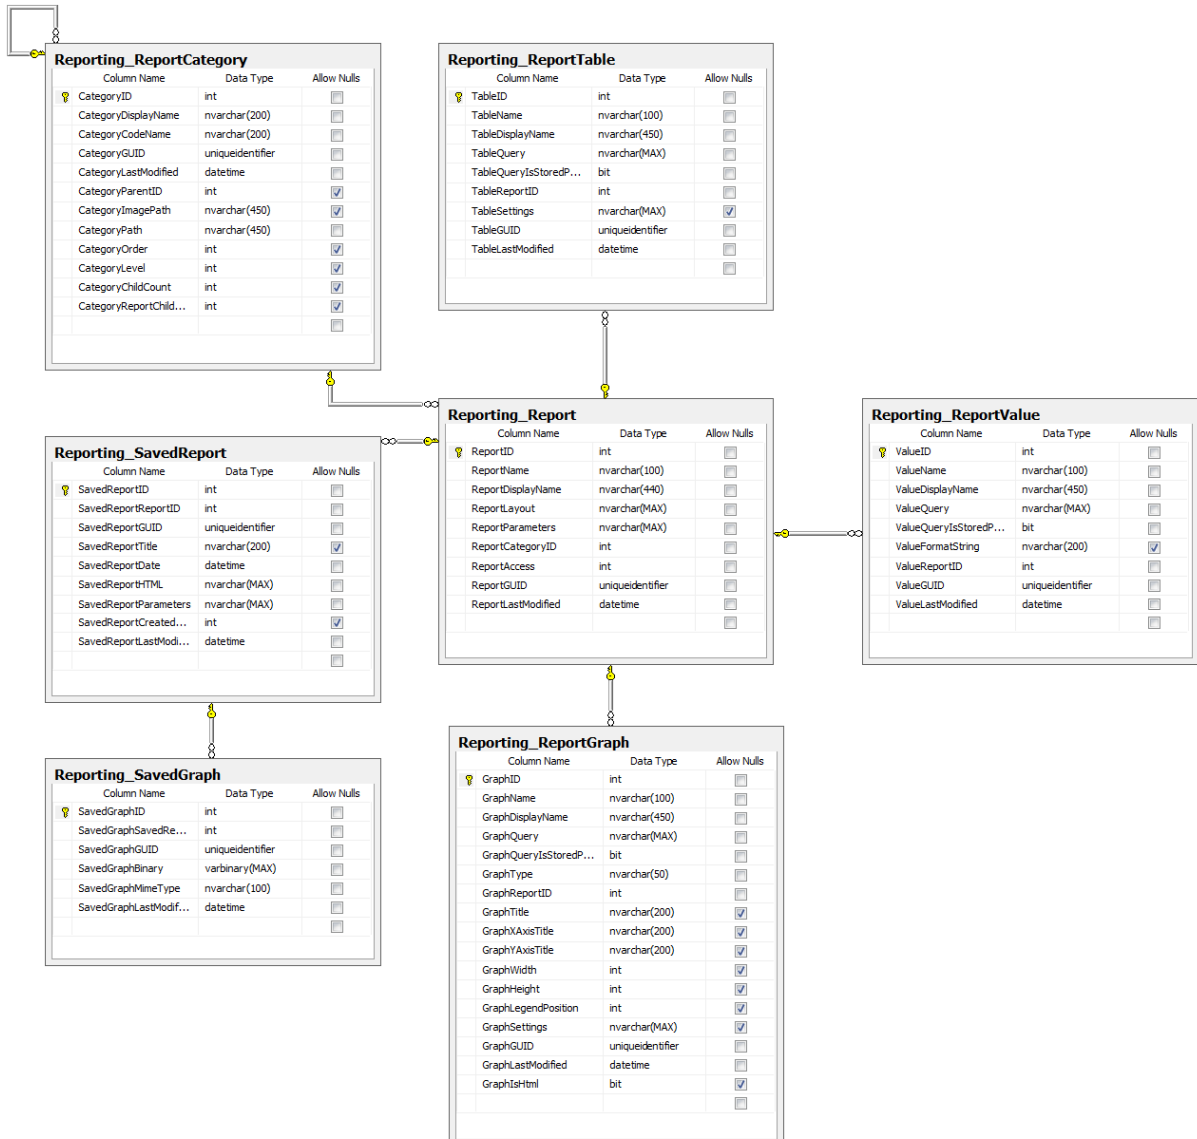 Reporting_ReportCategory
Column Name Data Type Allow Nulls
CategoryID int
CategoryDisplayName nvarchar(200)
CategoryCodeName nvarchar(200)
CategoryGUID uniqueidentifier
CategoryLastModified datetime
CategoryParentID int
CategoryImagePath nvarchar(450)
CategoryPath nvarchar(450)
CategoryOrder int
CategoryLevel int
CategoryChildCount int
CategoryReportChild... int
Reporting_ReportTable
Column Name Data Type Allow Nulls
TableID int
TableName nvarchar(100)
TableDisplayName nvarchar(450)
TableQuery nvarchar(MAX)
TableQueryIsStoredP... bit
TableReportID int
TableSettings nvarchar(MAX)
TableGUID uniqueidentifier
TableLastModified datetime
Reporting_SavedReport
Column Name Data Type Allow Nulls
SavedReportID int
SavedReportReportID int
SavedReportGUID uniqueidentifier
SavedReportTitle nvarchar(200)
SavedReportDate datetime
SavedReportHTML nvarchar(MAX)
SavedReportParameters nvarchar(MAX)
SavedReportCreated... int
SavedReportLastModi... datetime
Reporting_Report
Column Name Data Type Allow Nulls
ReportID int
ReportName nvarchar(100)
ReportDisplayName nvarchar(440)
ReportLayout nvarchar(MAX)
ReportParameters nvarchar(MAX)
ReportCategoryID int
ReportAccess int
ReportGUID uniqueidentifier
ReportLastModified datetime
Reporting_ReportValue
Column Name Data Type Allow Nulls
ValueID int
ValueName nvarchar(100)
ValueDisplayName nvarchar(450)
ValueQuery nvarchar(MAX)
ValueQueryIsStoredP... bit
ValueFormatString nvarchar(200)
ValueReportID int
ValueGUID uniqueidentifier
ValueLastModified datetime
Reporting_SavedGraph
Column Name Data Type Allow Nulls
SavedGraphID int
SavedGraphSavedRe... int
SavedGraphGUID uniqueidentifier
SavedGraphBinary varbinary(MAX)
SavedGraphMimeType nvarchar(100)
SavedGraphLastModif... datetime
Reporting_ReportGraph
Column Name Data Type Allow Nulls
GraphID int
GraphName nvarchar(100)
GraphDisplayName nvarchar(450)
GraphQuery nvarchar(MAX)
GraphQueryIsStoredP... bit
GraphType nvarchar(50)
GraphReportID int
GraphTitle nvarchar(200)
GraphXAxisTitle nvarchar(200)
GraphYAxisTitle nvarchar(200)
GraphWidth int
GraphHeight int
GraphLegendPosition int
GraphSettings nvarchar(MAX)
GraphGUID uniqueidentifier
GraphLastModified datetime
GraphIsHtml bit